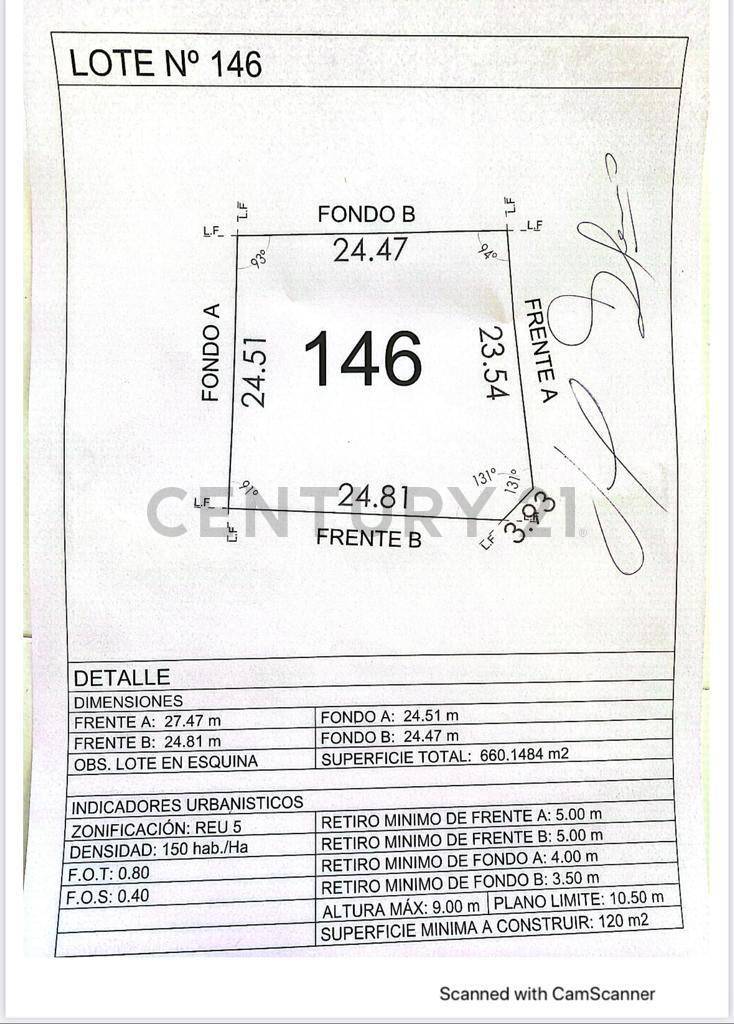 LOTE Nº 146
L.F
L.F
L.F
L.F
FONDO B
24.47
93°
94°
FONDO A
24.51
146
23.54
FRENTE A
131°
131°
91°
24.81
3.93
L.F
L.F
L.F
FRENTE B
CENTURY 21®
DETALLE
DIMENSIONES
FRENTE A: 27.47 m FONDO A: 24.51 m
FRENTE B: 24.81 m FONDO B: 24.47 m
OBS. LOTE EN ESQUINA SUPERFICIE TOTAL: 660.1484 m2
INDICADORES URBANISTICOS
ZONIFICACIÓN: REU 5 RETIRO MINIMO DE FRENTE A: 5.00 m
DENSIDAD: 150 hab./Ha RETIRO MINIMO DE FRENTE B: 5.00 m
F.O.T: 0.80 RETIRO MINIMO DE FONDO A: 4.00 m
F.O.S: 0.40 RETIRO MINIMO DE FONDO B: 3.50 m
ALTURA MÁX: 9.00 m PLANO LIMITE: 10.50 m
SUPERFICIE MINIMA A CONSTRUIR: 120 m2
Scanned with CamScanner